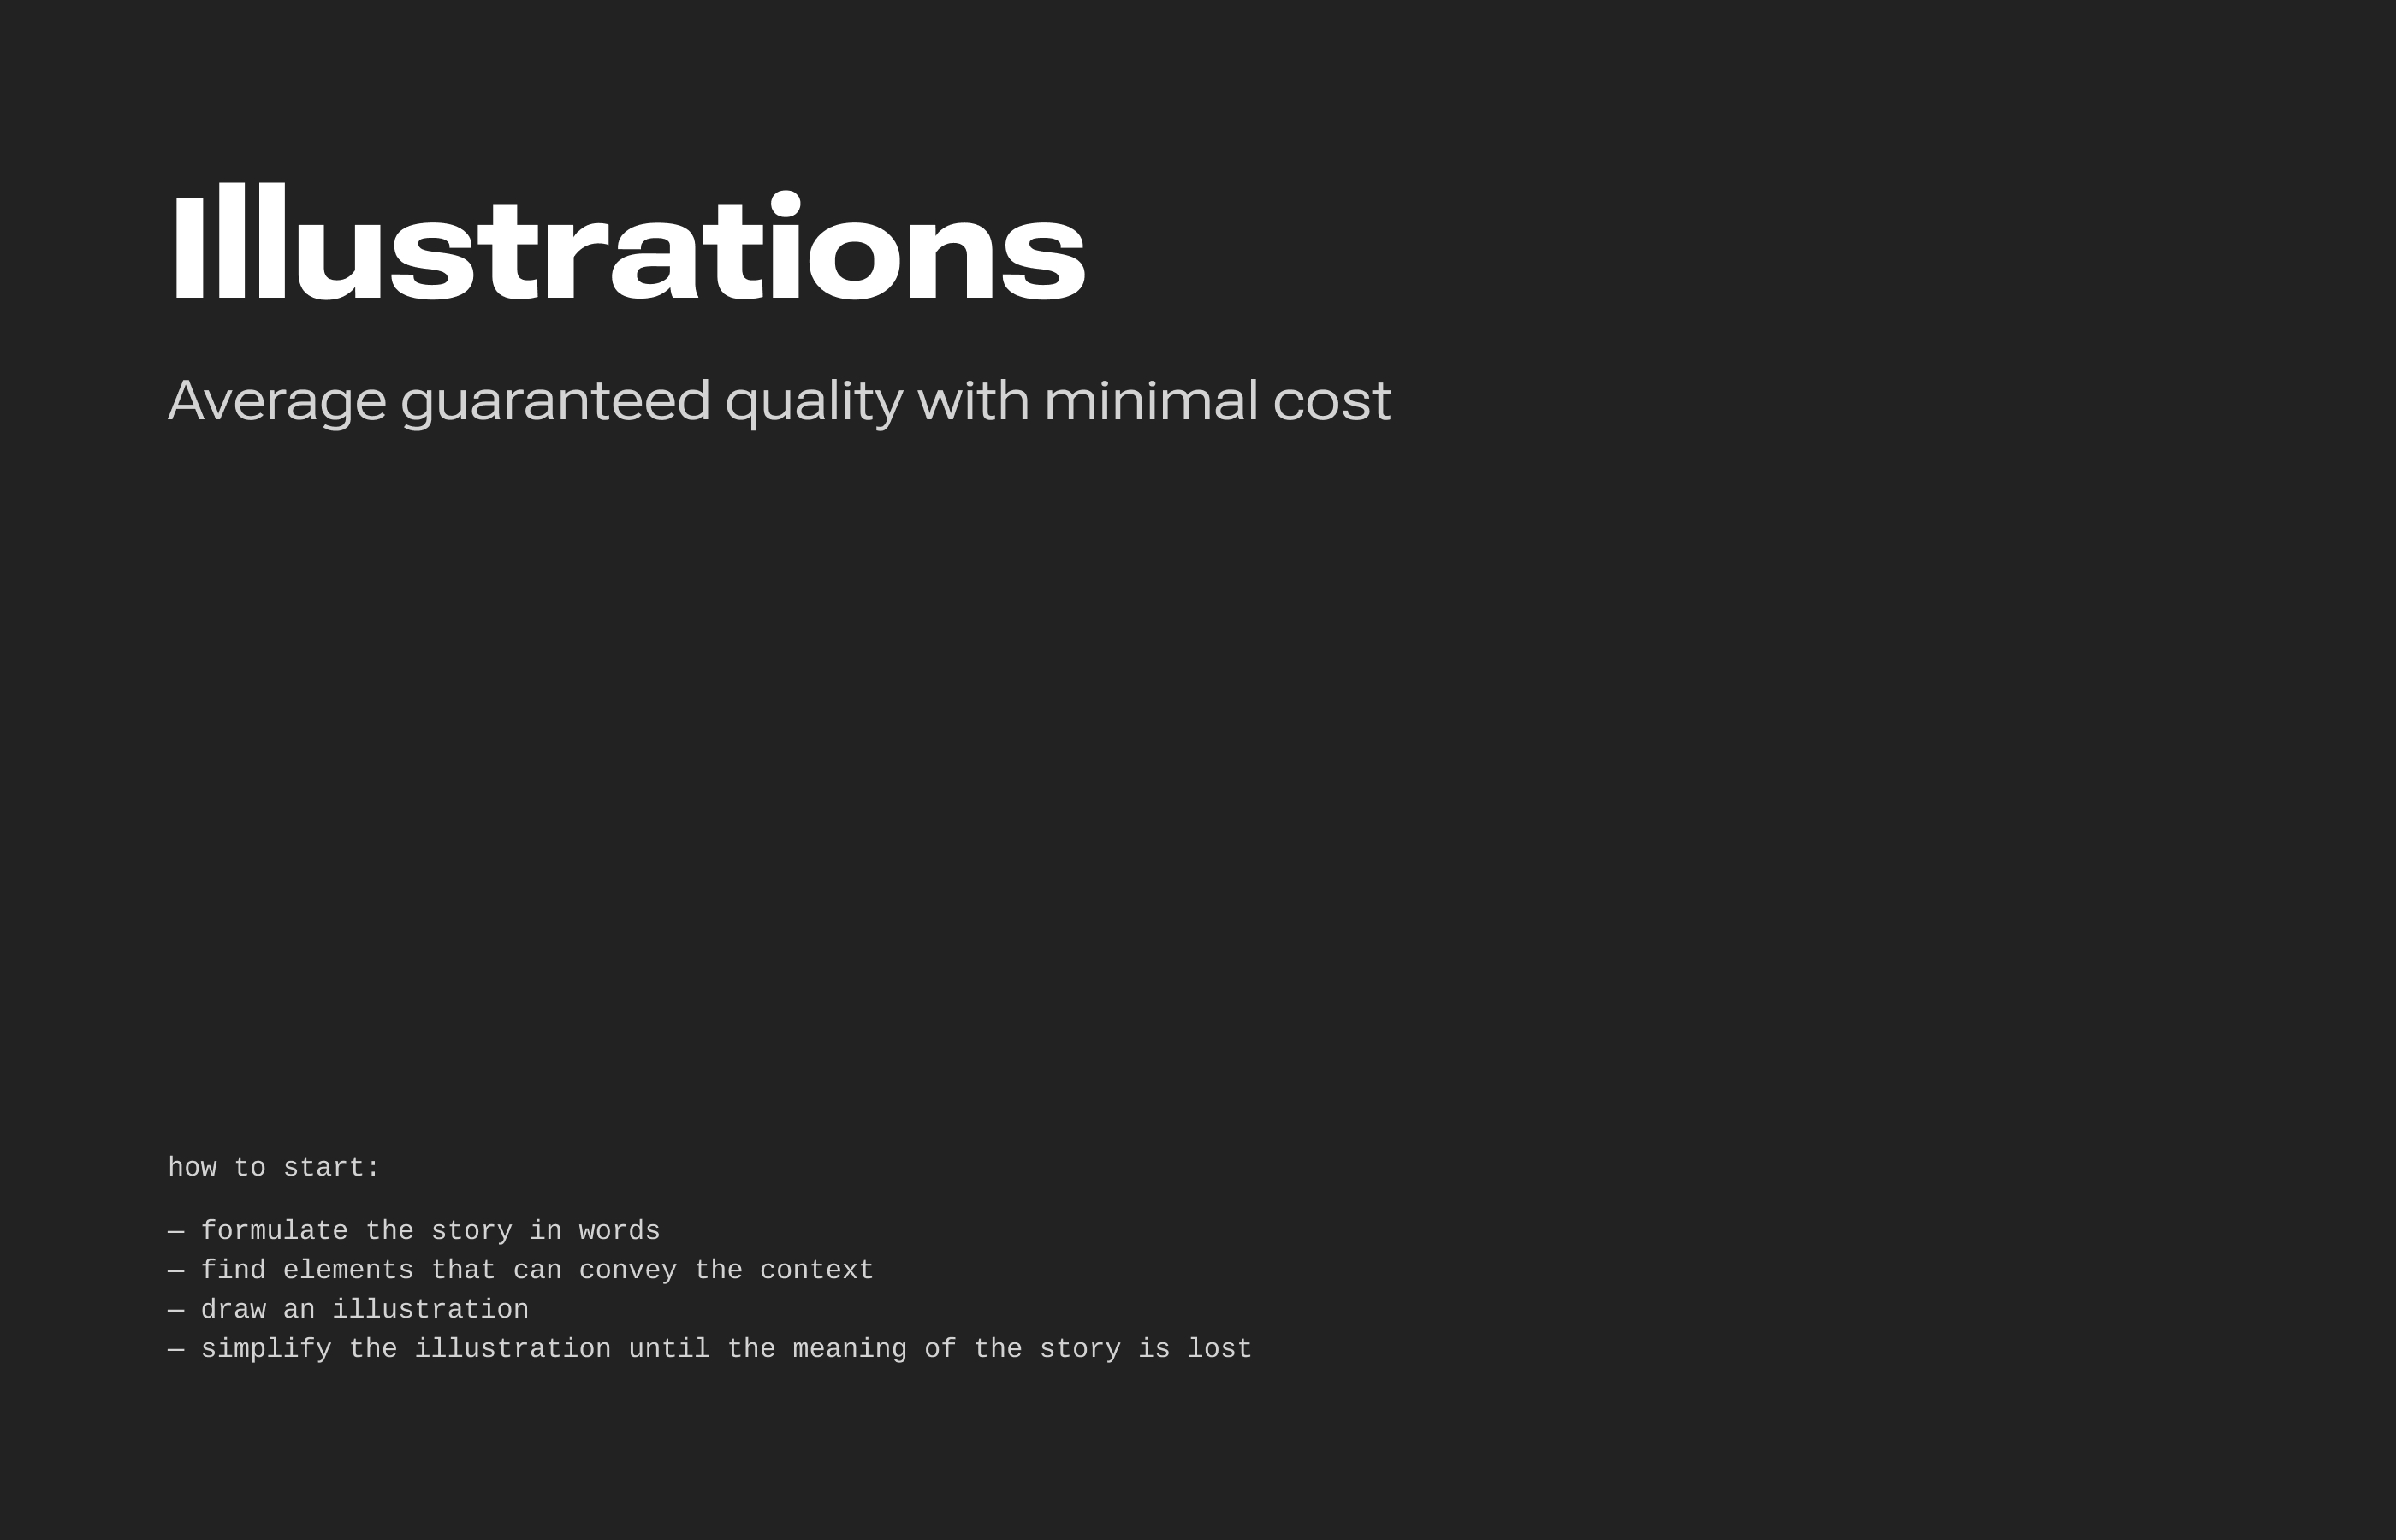 Illustrations
Average guaranteed quality with minimal cost
how to start:
— formulate the story in words
— find elements that can convey the context
— draw an illustration
— simplify the illustration until the meaning of the story is lost